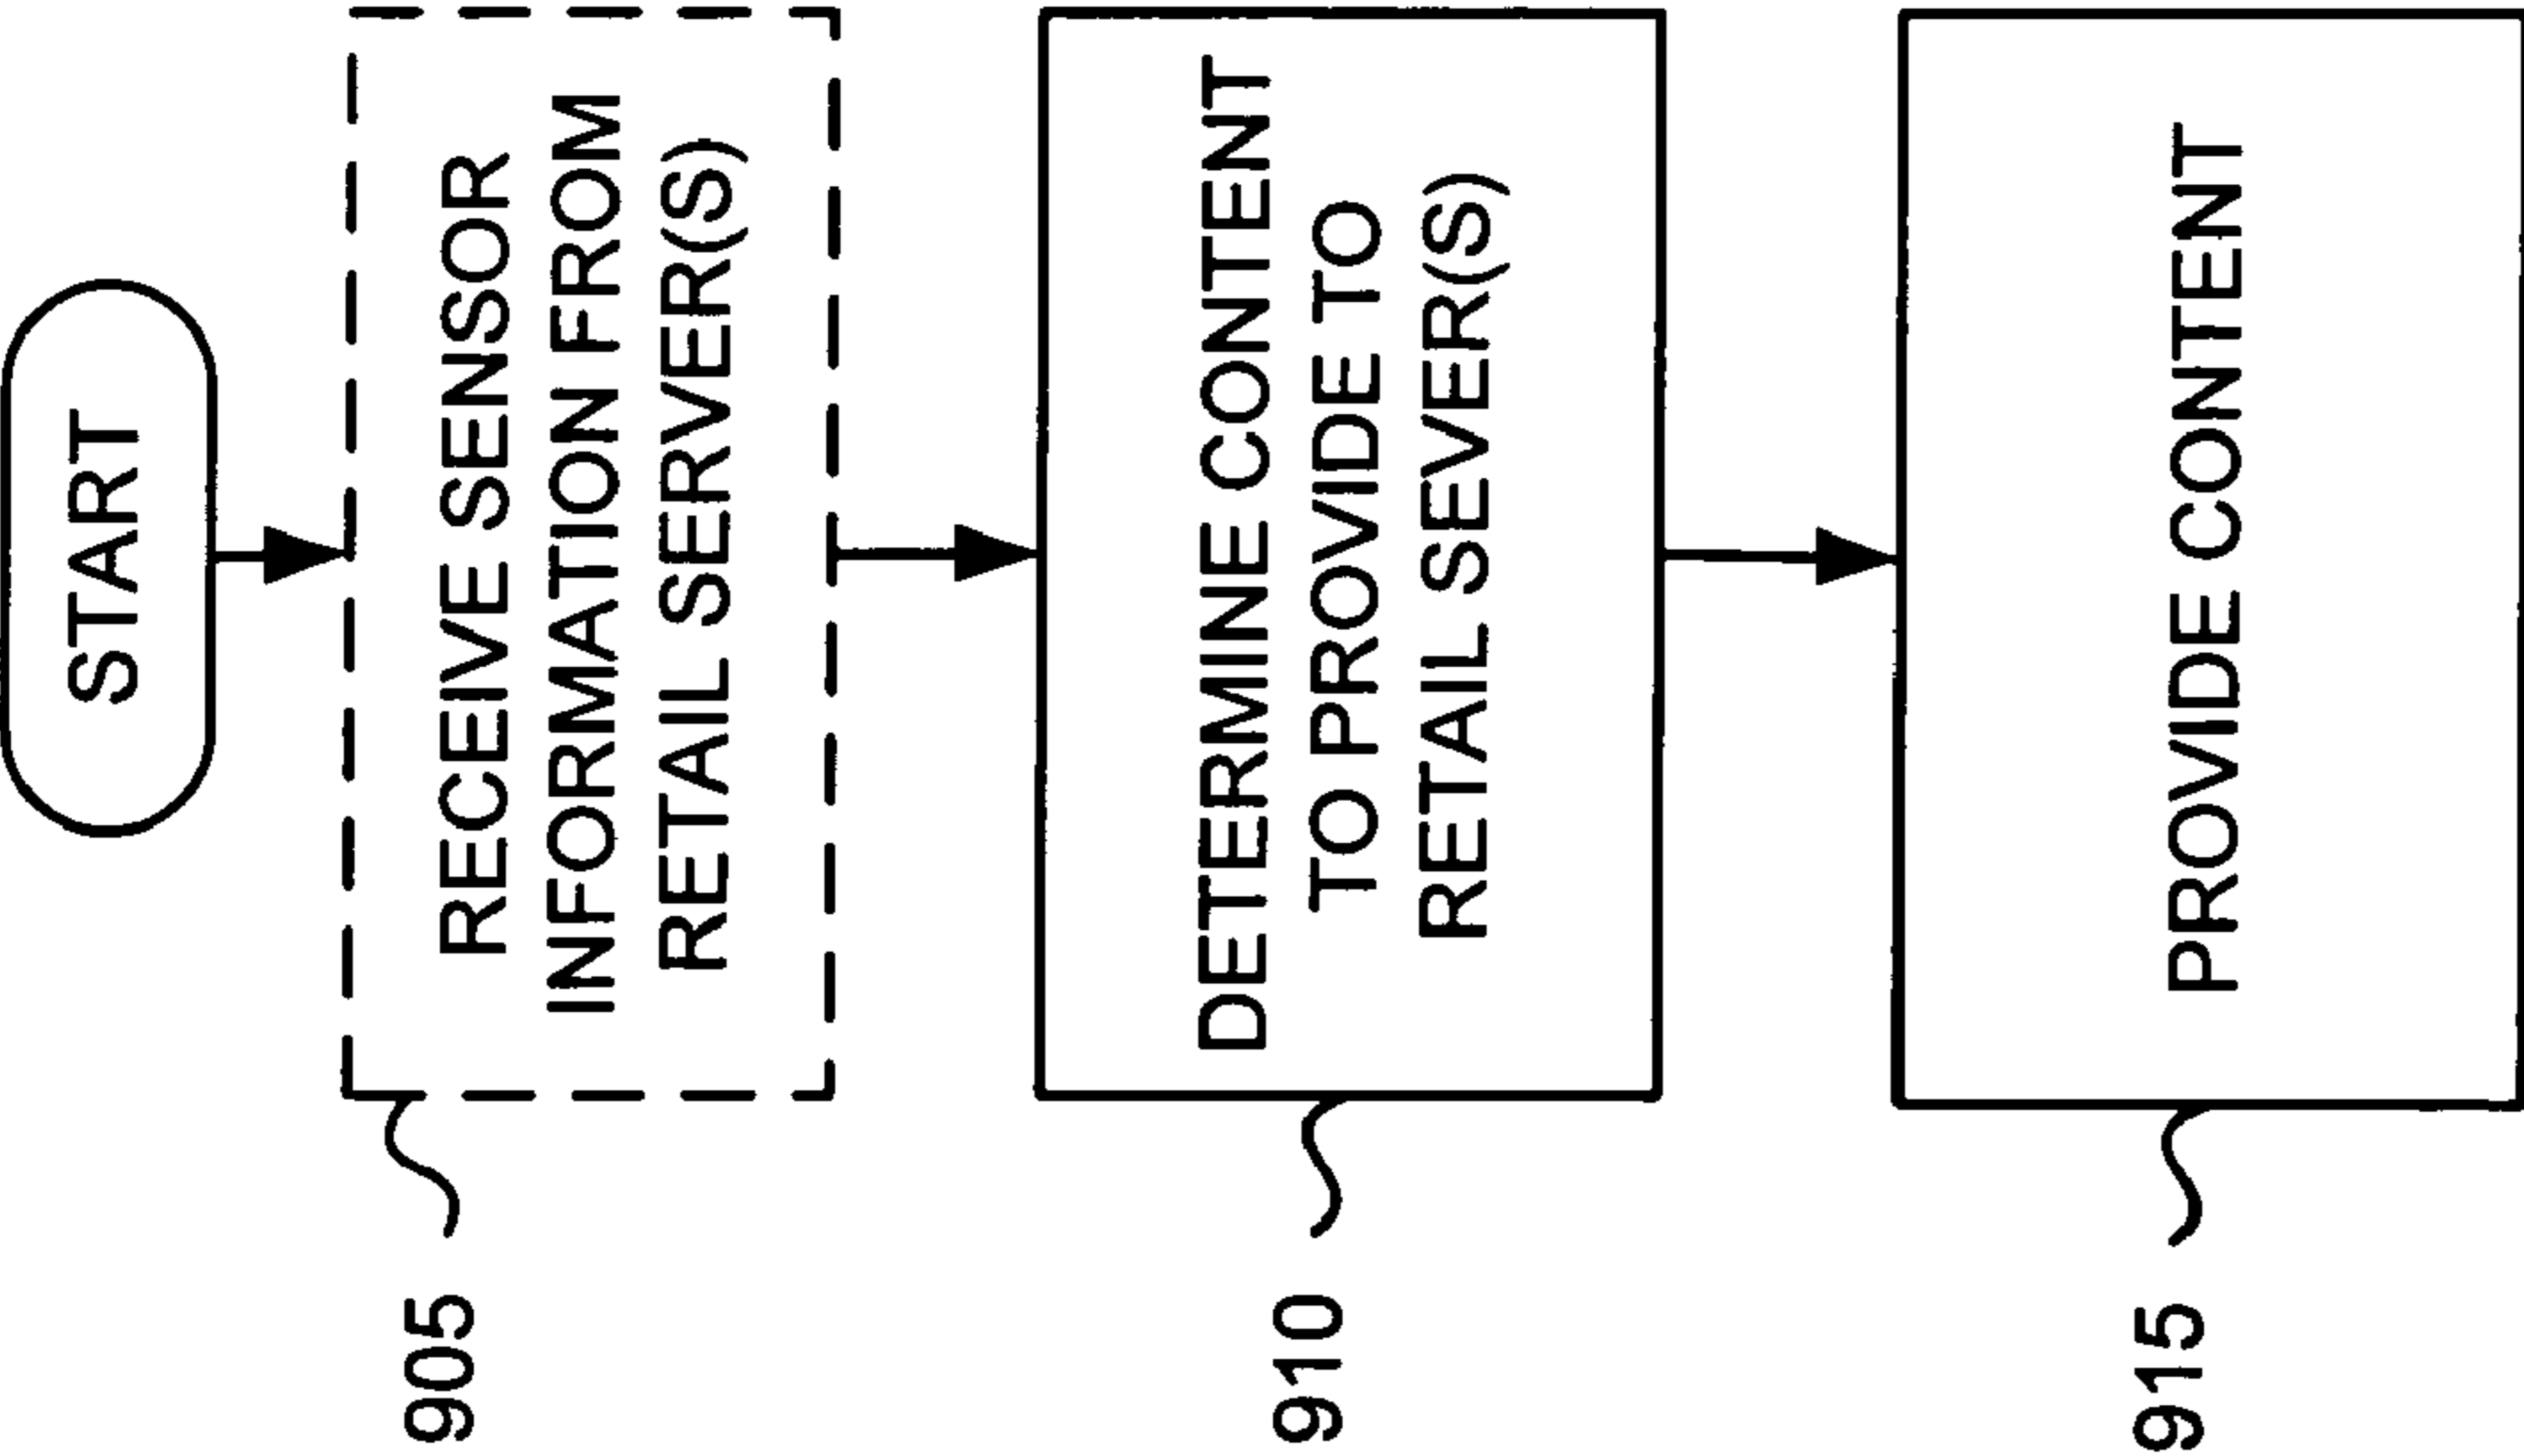 START
905
RECEIVE SENSOR
INFORMATION FROM
RETAIL SERVER(S)
910
DETERMINE CONTENT
TO PROVIDE TO
RETAIL SEVER(S)
915
PROVIDE CONTENT